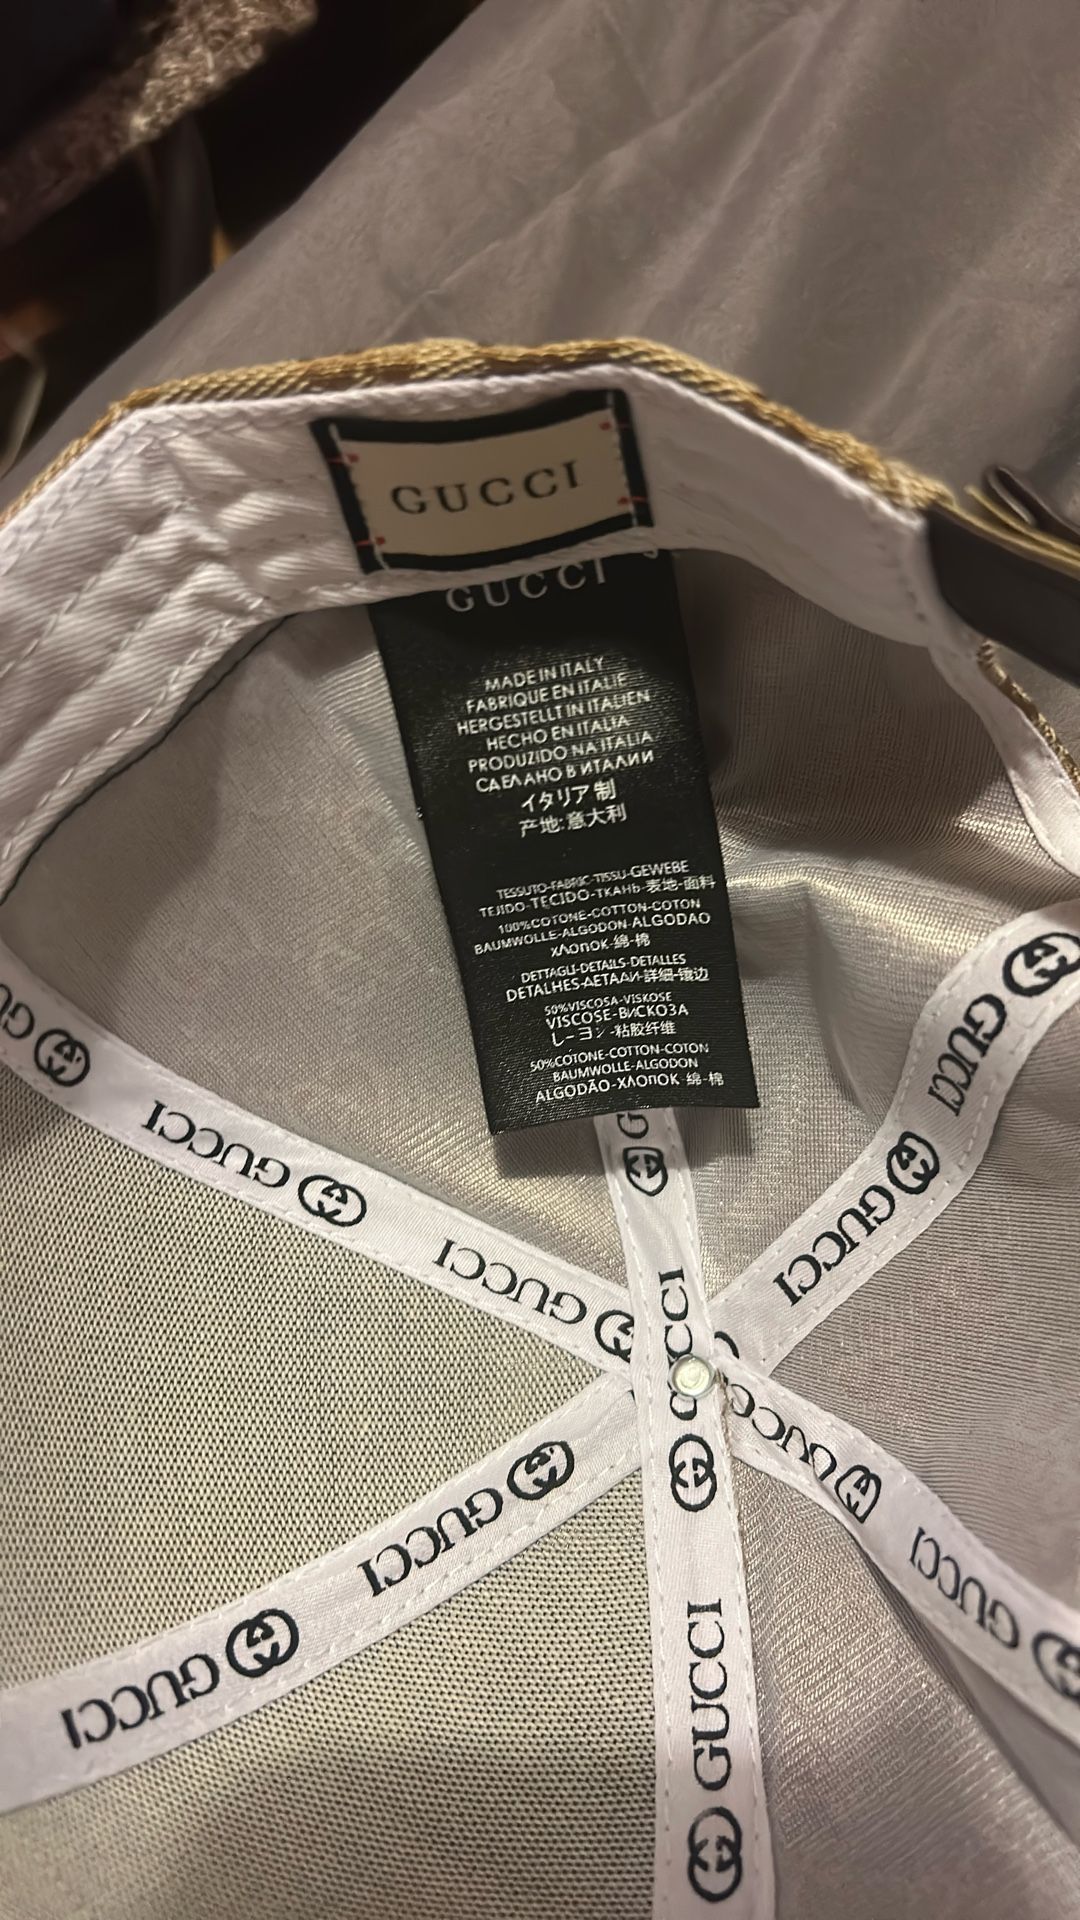 GUCCI
GUCCI
MADE IN ITALY
FABRIQUE EN ITALIE
HERGESTELLT IN ITALIEN
HECHO EN ITALIA
PRODUZIDO NA ITALIA
СДЕЛАНО В ИТАЛИИ
イタリア制
产地:意大利
TESSUTO-FABRIC-TISSU-GEWEBE
TEJIDO-TECIDO-ТКАНЬ-表地-面料
100%COTONE-COTTON-COTON
BAUMWOLLE-ALGODON-ALGODAO
ХЛОПОК-綿-棉
DETTAGLI-DETAILS-DETALLES
DETALHES-ДЕТАЛИ-詳細-镶边
50%VISCOSA-VISKOSE
VISCOSE-ВИСКОЗА
レーヨン-粘胶纤维
50%COTONE-COTTON-COTON
BAUMWOLLE-ALGODON
ALGODÃO-ХЛОПОК-綿-棉
GUCCI
GUCCI
GUCCI
GUCCI
GUCCI
GUCCI
GUCCI
GUCCI
GUCCI
GUCCI
GUCCI